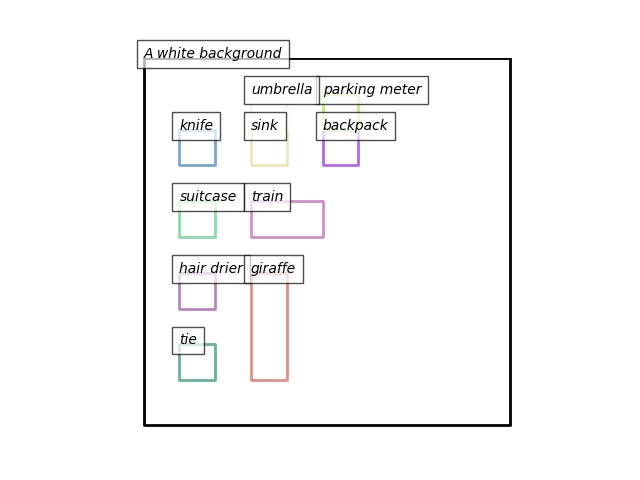 A white background
umbrella
parking meter
knife
sink
backpack
suitcase
train
hair drier
giraffe
tie